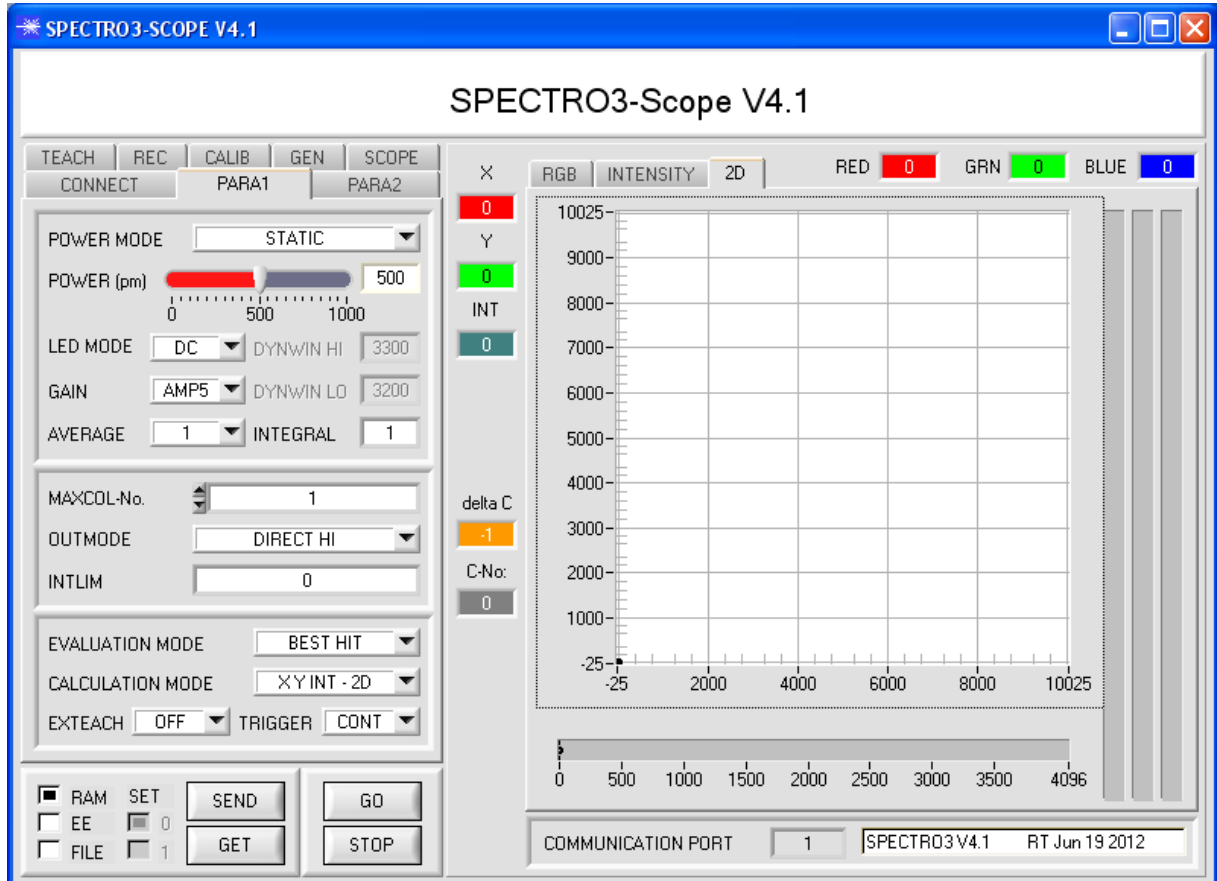 SPECTRO3-SCOPE V4.1
SPECTRO3-Scope V4.1
TEACH REC CALIB GEN SCOPE
CONNECT PARA1 PARA2
POWER MODE STATIC
POWER (pm) 500
0 500 1000
LED MODE DC DYNWIN HI 3300
GAIN AMP5 DYNWIN LO 3200
AVERAGE 1 INTEGRAL 1
MAXCOL-No. 1
OUTMODE DIRECT HI
INTLIM 0
EVALUATION MODE BEST HIT
CALCULATION MODE X Y INT - 2D
EXTEACH OFF TRIGGER CONT
RAM SET SEND GO
EE 0
FILE 1 GET STOP
X
0
Y
0
INT
0
delta C
-1
C-No:
0
RGB INTENSITY 2D RED 0 GRN 0 BLUE 0
10025
9000
8000
7000
6000
5000
4000
3000
2000
1000
-25
-25 2000 4000 6000 8000 10025
0 500 1000 1500 2000 2500 3000 3500 4096
COMMUNICATION PORT 1 SPECTRO3 V4.1 RT Jun 19 2012